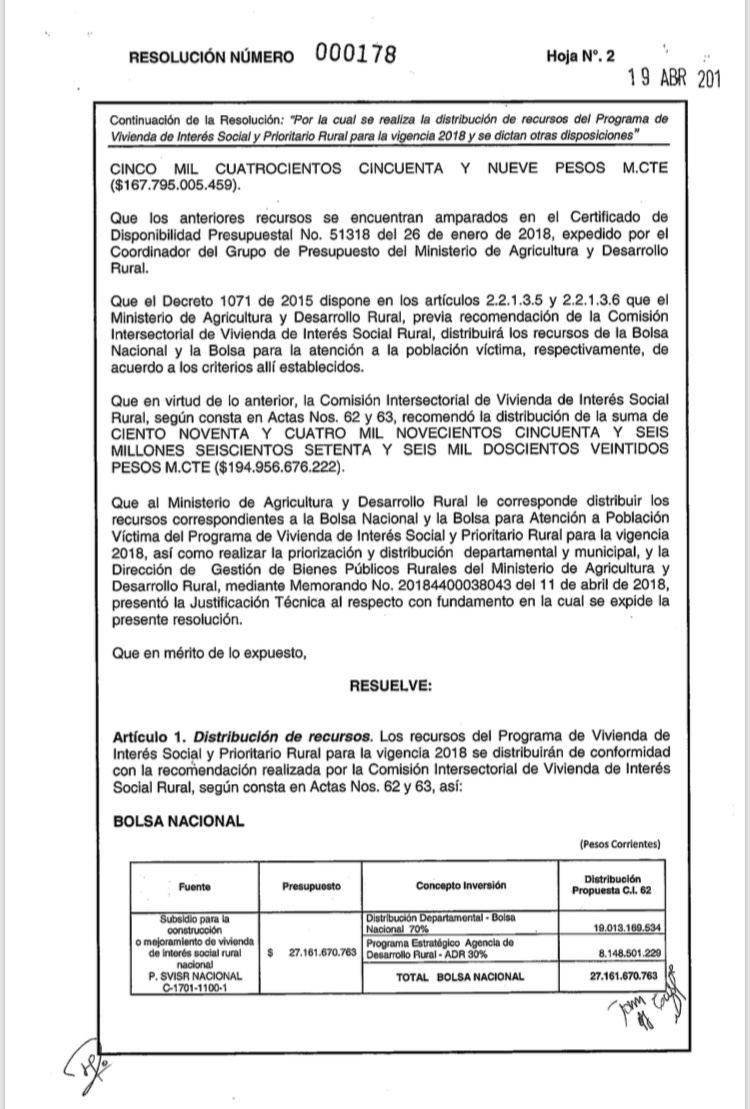 RESOLUCIÓN NÚMERO 000178 Hoja Nº. 2
19 ABR 201
Continuación de la Resolución: "Por la cual se realiza la distribución de recursos del Programa de
Vivienda de Interés Social y Prioritario Rural para la vigencia 2018 y se dictan otras disposiciones"
CINCO MIL CUATROCIENTOS CINCUENTA Y NUEVE PESOS M.CTE
($167.795.005.459).
Que los anteriores recursos se encuentran amparados en el Certificado de
Disponibilidad Presupuestal No. 51318 del 26 de enero de 2018, expedido por el
Coordinador del Grupo de Presupuesto del Ministerio de Agricultura y Desarrollo
Rural.
Que el Decreto 1071 de 2015 dispone en los artículos 2.2.1.3.5 y 2.2.1.3.6 que el
Ministerio de Agricultura y Desarrollo Rural, previa recomendación de la Comisión
Intersectorial de Vivienda de Interés Social Rural, distribuirá los recursos de la Bolsa
Nacional y la Bolsa para la atención a la población víctima, respectivamente, de
acuerdo a los criterios allí establecidos.
Que en virtud de lo anterior, la Comisión Intersectorial de Vivienda de Interés Social
Rural, según consta en Actas Nos. 62 y 63, recomendó la distribución de la suma de
CIENTO NOVENTA Y CUATRO MIL NOVECIENTOS CINCUENTA Y SEIS
MILLONES SEISCIENTOS SETENTA Y SEIS MIL DOSCIENTOS VEINTIDOS
PESOS M.CTE ($194.956.676.222).
Que al Ministerio de Agricultura y Desarrollo Rural le corresponde distribuir los
recursos correspondientes a la Bolsa Nacional y la Bolsa para Atención a Población
Víctima del Programa de Vivienda de Interés Social y Prioritario Rural para la vigencia
2018, así como realizar la priorización y distribución departamental y municipal, y la
Dirección de Gestión de Bienes Públicos Rurales del Ministerio de Agricultura y
Desarrollo Rural, mediante Memorando No. 20184400038043 del 11 de abril de 2018,
presentó la Justificación Técnica al respecto con fundamento en la cual se expide la
presente resolución.
Que en mérito de lo expuesto,
RESUELVE:
Artículo 1. Distribución de recursos. Los recursos del Programa de Vivienda de
Interés Social y Prioritario Rural para la vigencia 2018 se distribuirán de conformidad
con la recomendación realizada por la Comisión Intersectorial de Vivienda de Interés
Social Rural, según consta en Actas Nos. 62 y 63, así:
BOLSA NACIONAL
(Pesos Corrientes)
Fuente Presupuesto Concepto Inversión Distribución
Propuesta C.I. 62
Subsidio para la
construcción
o mejoramiento de vivienda
de interés social rural
nacional
P. SVISR NACIONAL
C-1701-1100-1
$ 27.161.670.763
Distribución Departamental - Bolsa
Nacional 70% 19.013.169.534
Programa Estratégico Agencia de
Desarrollo Rural - ADR 30% 8.148.501.229
TOTAL BOLSA NACIONAL 27.161.670.763